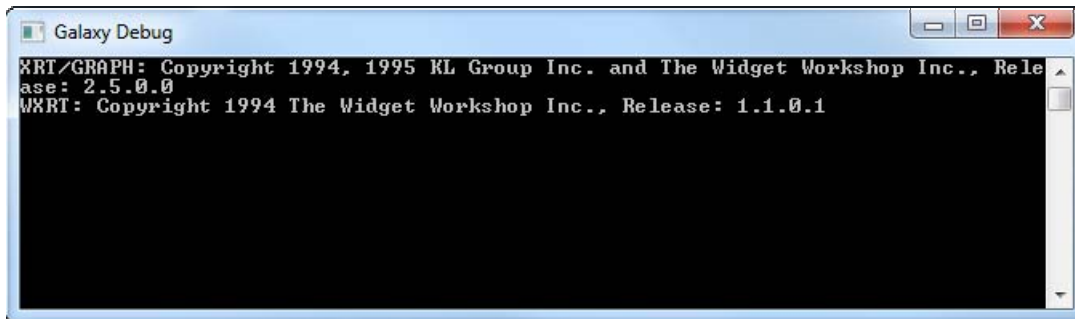 Galaxy Debug
XRT/GRAPH: Copyright 1994, 1995 KL Group Inc. and The Widget Workshop Inc., Rele
ase: 2.5.0.0
WXRT: Copyright 1994 The Widget Workshop Inc., Release: 1.1.0.1